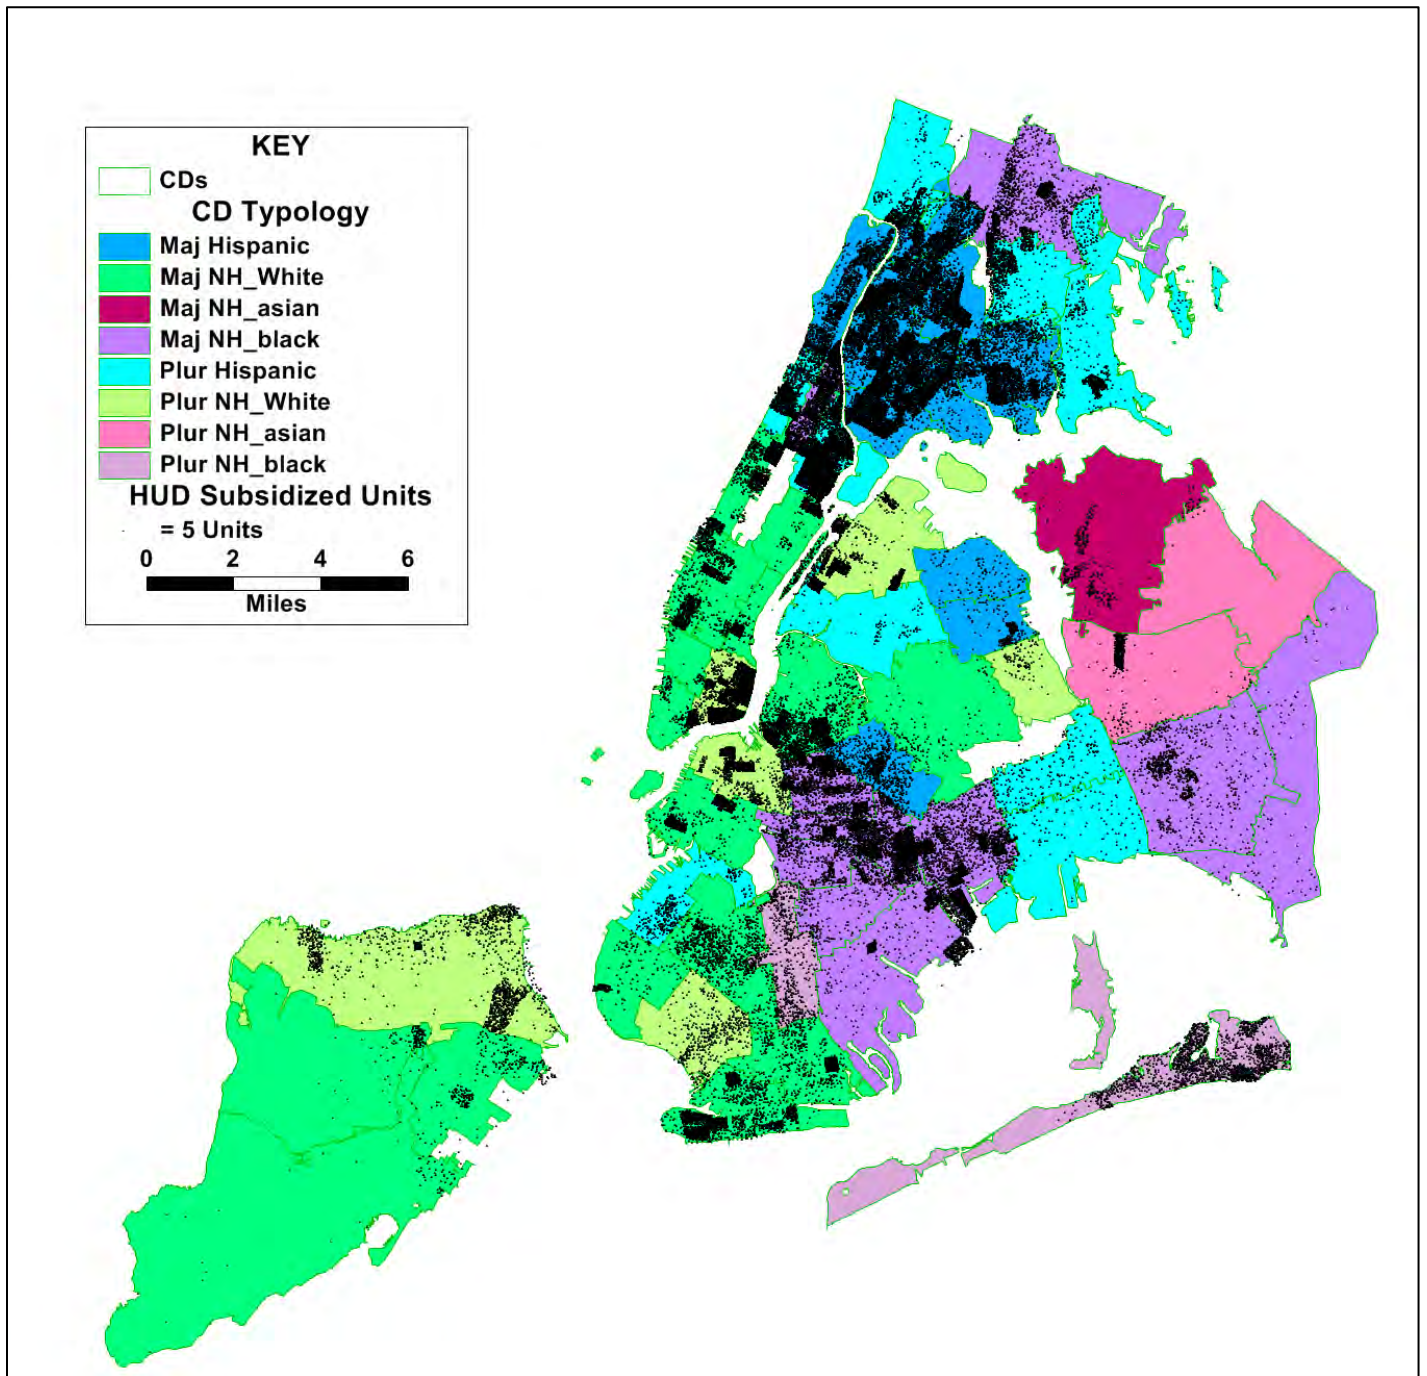 KEY
CDs
CD Typology
Maj Hispanic
Maj NH_White
Maj NH_asian
Maj NH_black
Plur Hispanic
Plur NH_White
Plur NH_asian
Plur NH_black
HUD Subsidized Units
= 5 Units
0 2 4 6
Miles